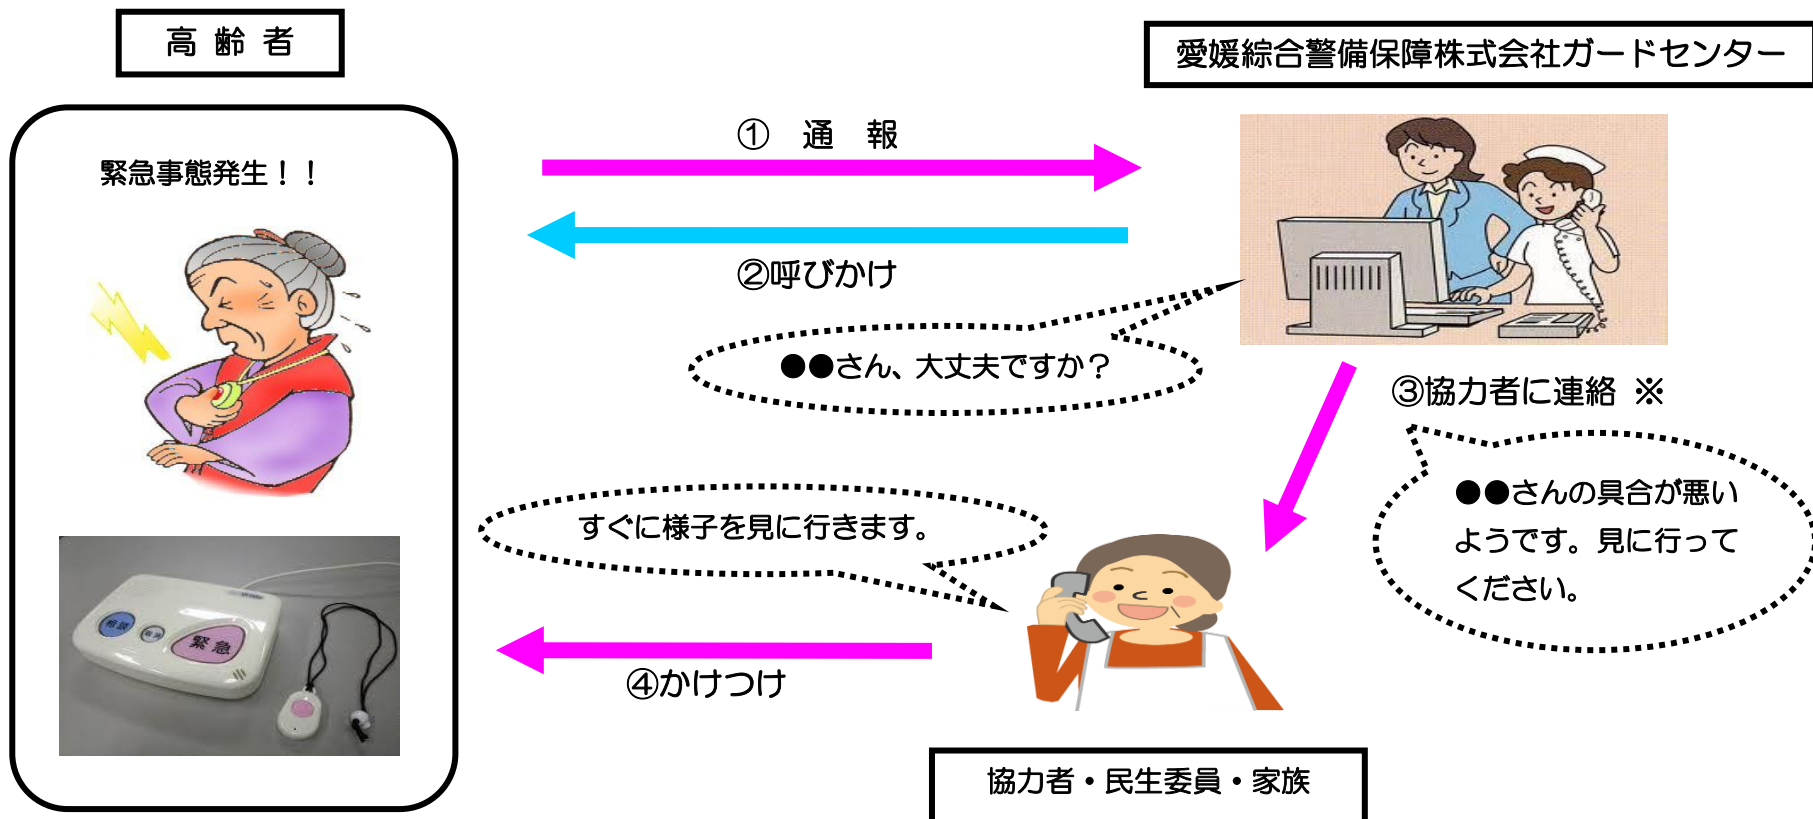 高 齢 者
愛媛綜合警備保障株式会社ガードセンター
① 通 報
緊急事態発生！！
②呼びかけ
●●さん、大丈夫ですか？
③協力者に連絡 ※
●●さんの具合が悪い
ようです。見に行って
ください。
すぐに様子を見に行きます。
相談
緊急
④かけつけ
協力者・民生委員・家族